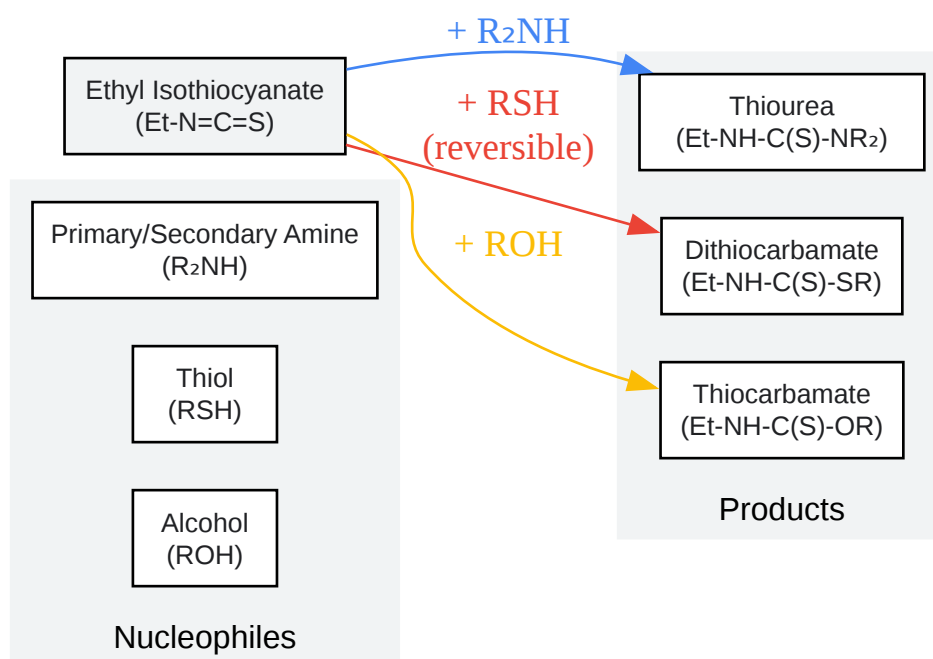 + R₂NH
Ethyl Isothiocyanate
(Et-N=C=S)
+ RSH
(reversible)
Thiourea
(Et-NH-C(S)-NR₂)
Primary/Secondary Amine
(R₂NH)
+ ROH
Dithiocarbamate
(Et-NH-C(S)-SR)
Thiol
(RSH)
Thiocarbamate
(Et-NH-C(S)-OR)
Alcohol
(ROH)
Products
Nucleophiles